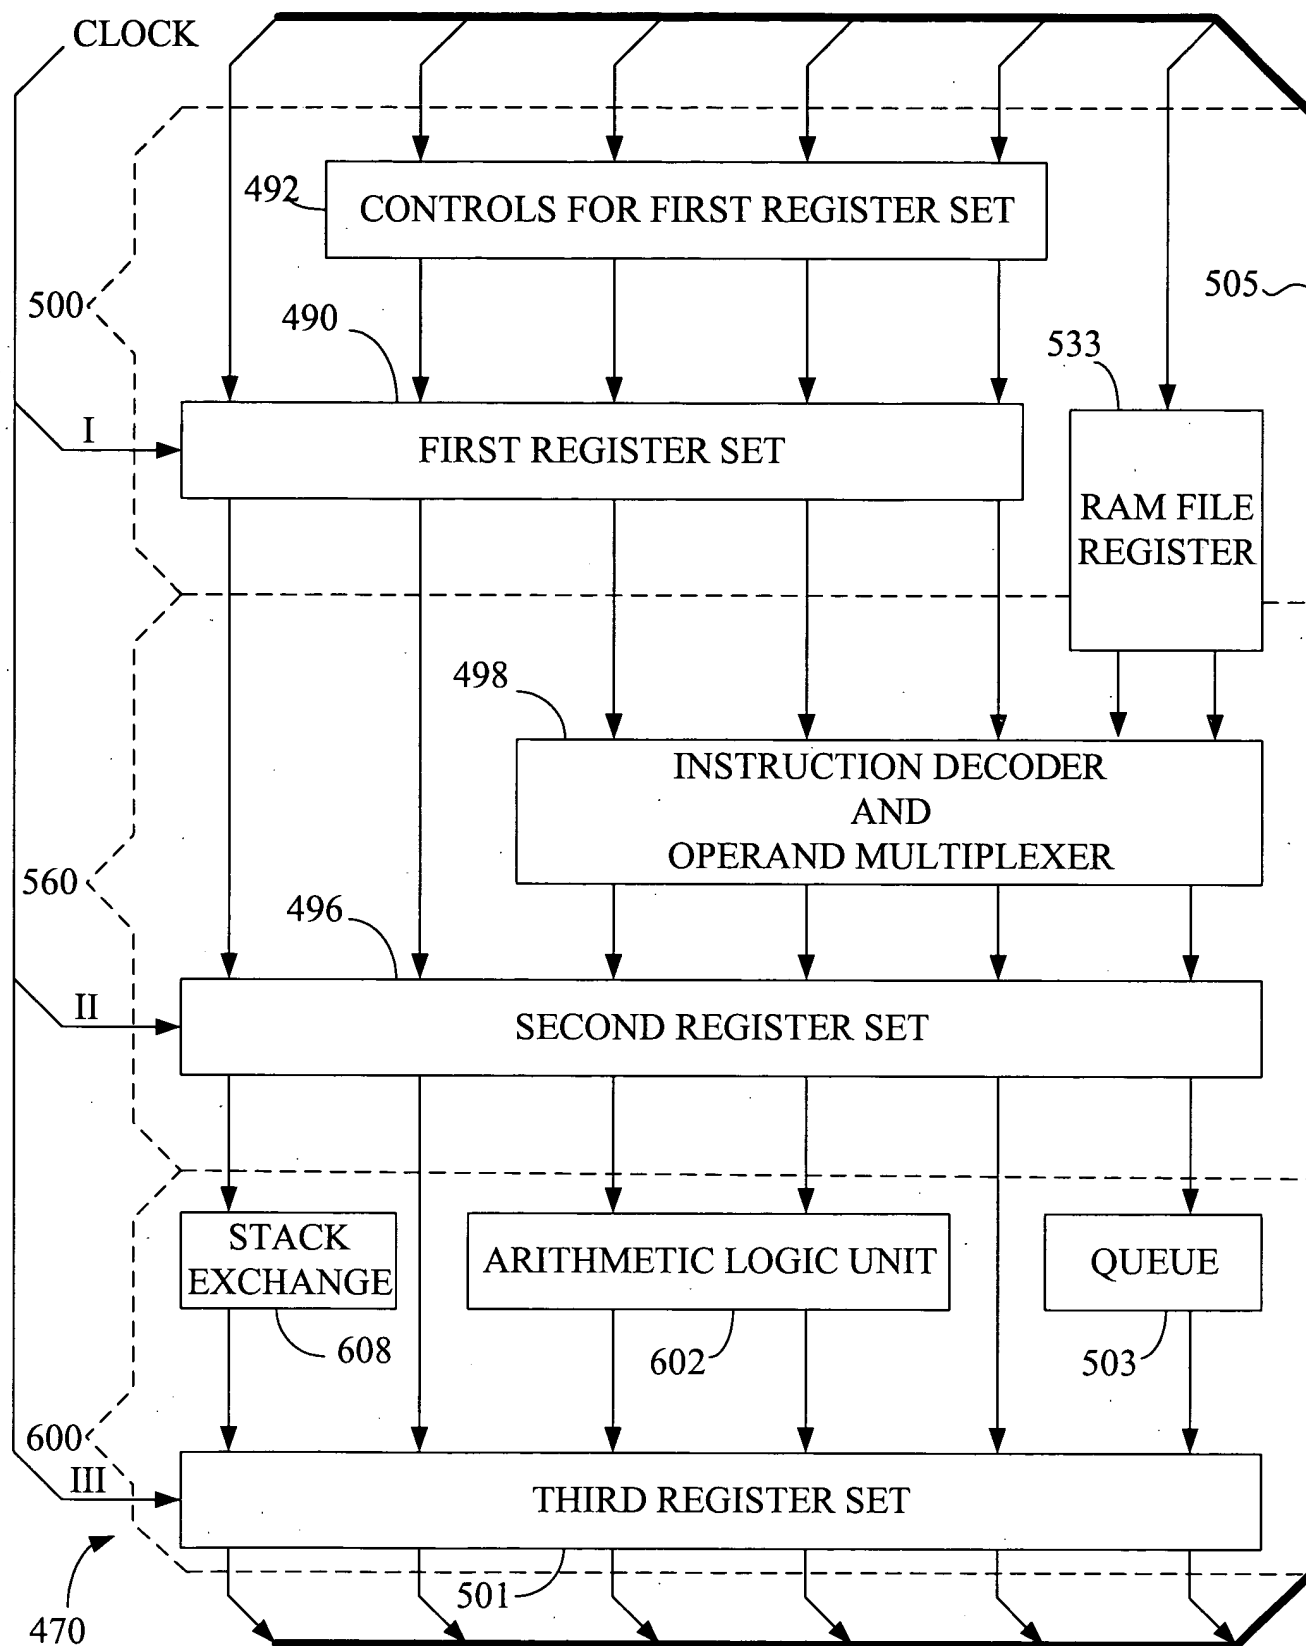 CLOCK
492
CONTROLS FOR FIRST REGISTER SET
500
490
505
533
I
FIRST REGISTER SET
RAM FILE
REGISTER
498
INSTRUCTION DECODER
AND
OPERAND MULTIPLEXER
560
496
II
SECOND REGISTER SET
STACK
EXCHANGE
ARITHMETIC LOGIC UNIT
QUEUE
608
602
503
600
III
THIRD REGISTER SET
501
470